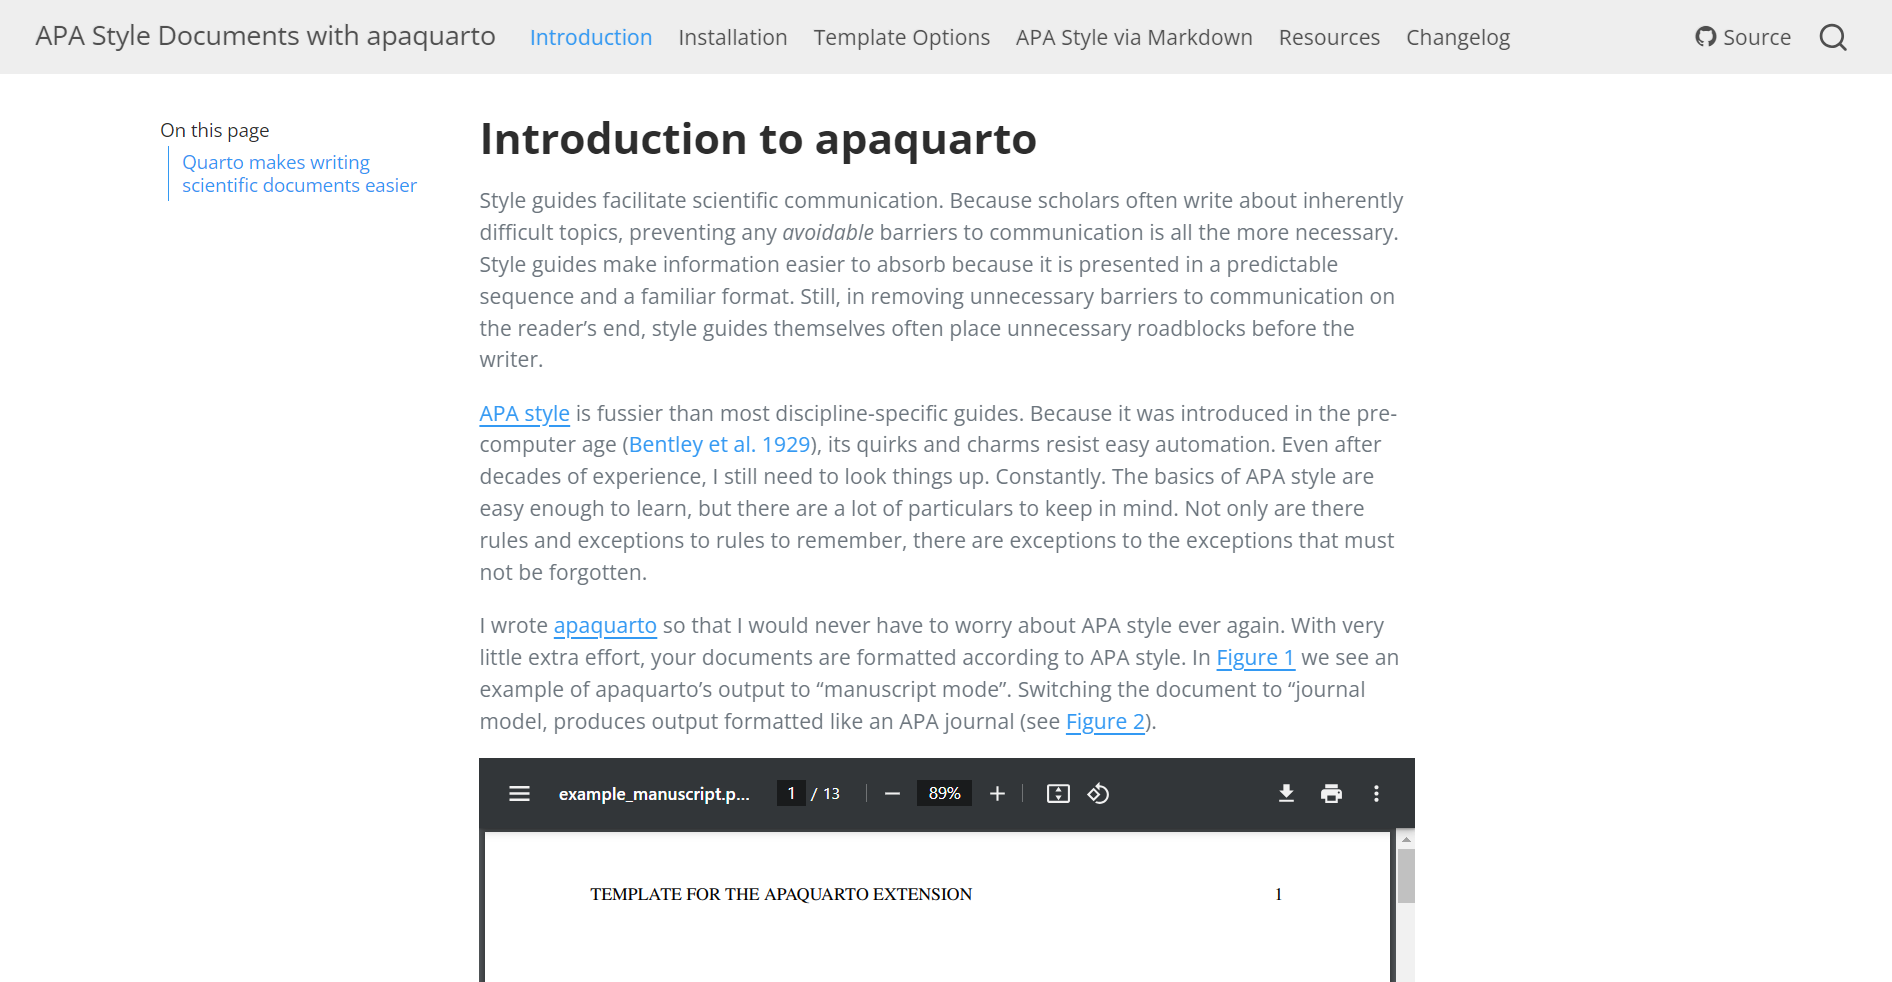 APA Style Documents with apaquarto Introduction Installation Template Options APA Style via Markdown Resources Changelog Source
On this page
Quarto makes writing
scientific documents easier
Introduction to apaquarto
Style guides facilitate scientific communication. Because scholars often write about inherently
difficult topics, preventing any avoidable barriers to communication is all the more necessary.
Style guides make information easier to absorb because it is presented in a predictable
sequence and a familiar format. Still, in removing unnecessary barriers to communication on
the reader’s end, style guides themselves often place unnecessary roadblocks before the
writer.
APA style is fussier than most discipline-specific guides. Because it was introduced in the pre-
computer age (Bentley et al. 1929), its quirks and charms resist easy automation. Even after
decades of experience, I still need to look things up. Constantly. The basics of APA style are
easy enough to learn, but there are a lot of particulars to keep in mind. Not only are there
rules and exceptions to rules to remember, there are exceptions to the exceptions that must
not be forgotten.
I wrote apaquarto so that I would never have to worry about APA style ever again. With very
little extra effort, your documents are formatted according to APA style. In Figure 1 we see an
example of apaquarto’s output to “manuscript mode”. Switching the document to “journal
model, produces output formatted like an APA journal (see Figure 2).
example_manuscript.p... 1 / 13 89%
TEMPLATE FOR THE APAQUARTO EXTENSION 1